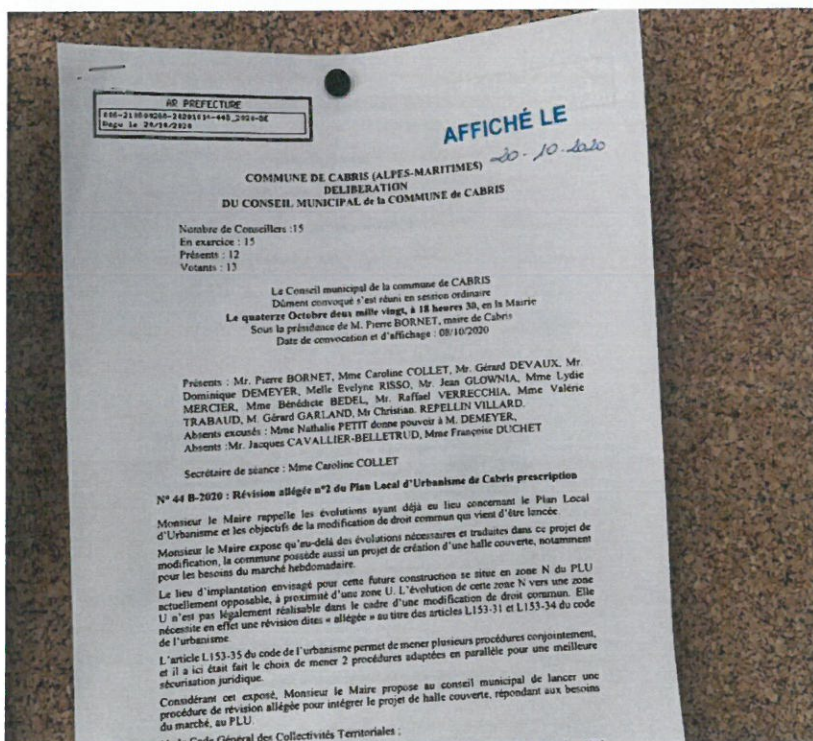 AR PREFECTURE
Reçu le 20/10/2020
AFFICHÉ LE
20-10-2020
COMMUNE DE CABRIS (ALPES-MARITIMES)
DELIBERATION
DU CONSEIL MUNICIPAL de la COMMUNE de CABRIS
Nombre de Conseillers :15
En exercice : 15
Présents : 12
Votants : 13
Le Conseil municipal de la commune de CABRIS
Dûment convoqué s'est réuni en session ordinaire
Le quatorze Octobre deux mille vingt, à 18 heures 30, en la Mairie
Sous la présidence de M. Pierre BORNET, maire de Cabris
Date de convocation et d'affichage : 08/10/2020
Présents : Mr. Pierre BORNET, Mme Caroline COLLET, Mr. Gérard DEVAUX, Mr.
Dominique DEMEYER, Melle Evelyne RISSO, Mr. Jean GLOWNIA, Mme Lydie
MERCIER, Mme Bénédicte BEDEL, Mr. Raffael VERRECCHIA, Mme Valérie
TRABAUD, M. Gérard GARLAND, Mr Christian. REPELLIN VILLARD.
Absents excusés : Mme Nathalie PETIT donne pouvoir à M. DEMEYER,
Absents :Mr. Jacques CAVALLIER-BELLETRUD, Mme Françoise DUCHET
Secrétaire de séance : Mme Caroline COLLET
N° 44 B-2020 : Révision allégée n°2 du Plan Local d'Urbanisme de Cabris prescription
Monsieur le Maire rappelle les évolutions ayant déjà eu lieu concernant le Plan Local
d'Urbanisme et les objectifs de la modification de droit commun qui vient d'être lancée.
Monsieur le Maire expose qu'au-delà des évolutions nécessaires et traduites dans ce projet de
modification, la commune possède aussi un projet de création d'une halle couverte, notamment
pour les besoins du marché hebdomadaire.
Le lieu d'implantation envisagé pour cette future construction se situe en zone N du PLU
actuellement opposable, à proximité d'une zone U. L'évolution de cette zone N vers une zone
U n'est pas légalement réalisable dans le cadre d'une modification de droit commun. Elle
nécessite en effet une révision dites « allégée » au titre des articles L153-31 et L153-34 du code
de l'urbanisme.
L'article L153-35 du code de l'urbanisme permet de mener plusieurs procédures conjointement,
et il a ici était fait le choix de mener 2 procédures adaptées en parallèle pour une meilleure
sécurisation juridique.
Considérant cet exposé, Monsieur le Maire propose au conseil municipal de lancer une
procédure de révision allégée pour intégrer le projet de halle couverte, répondant aux besoins
du marché, au PLU.
Code Général des Collectivités Territoriales ;